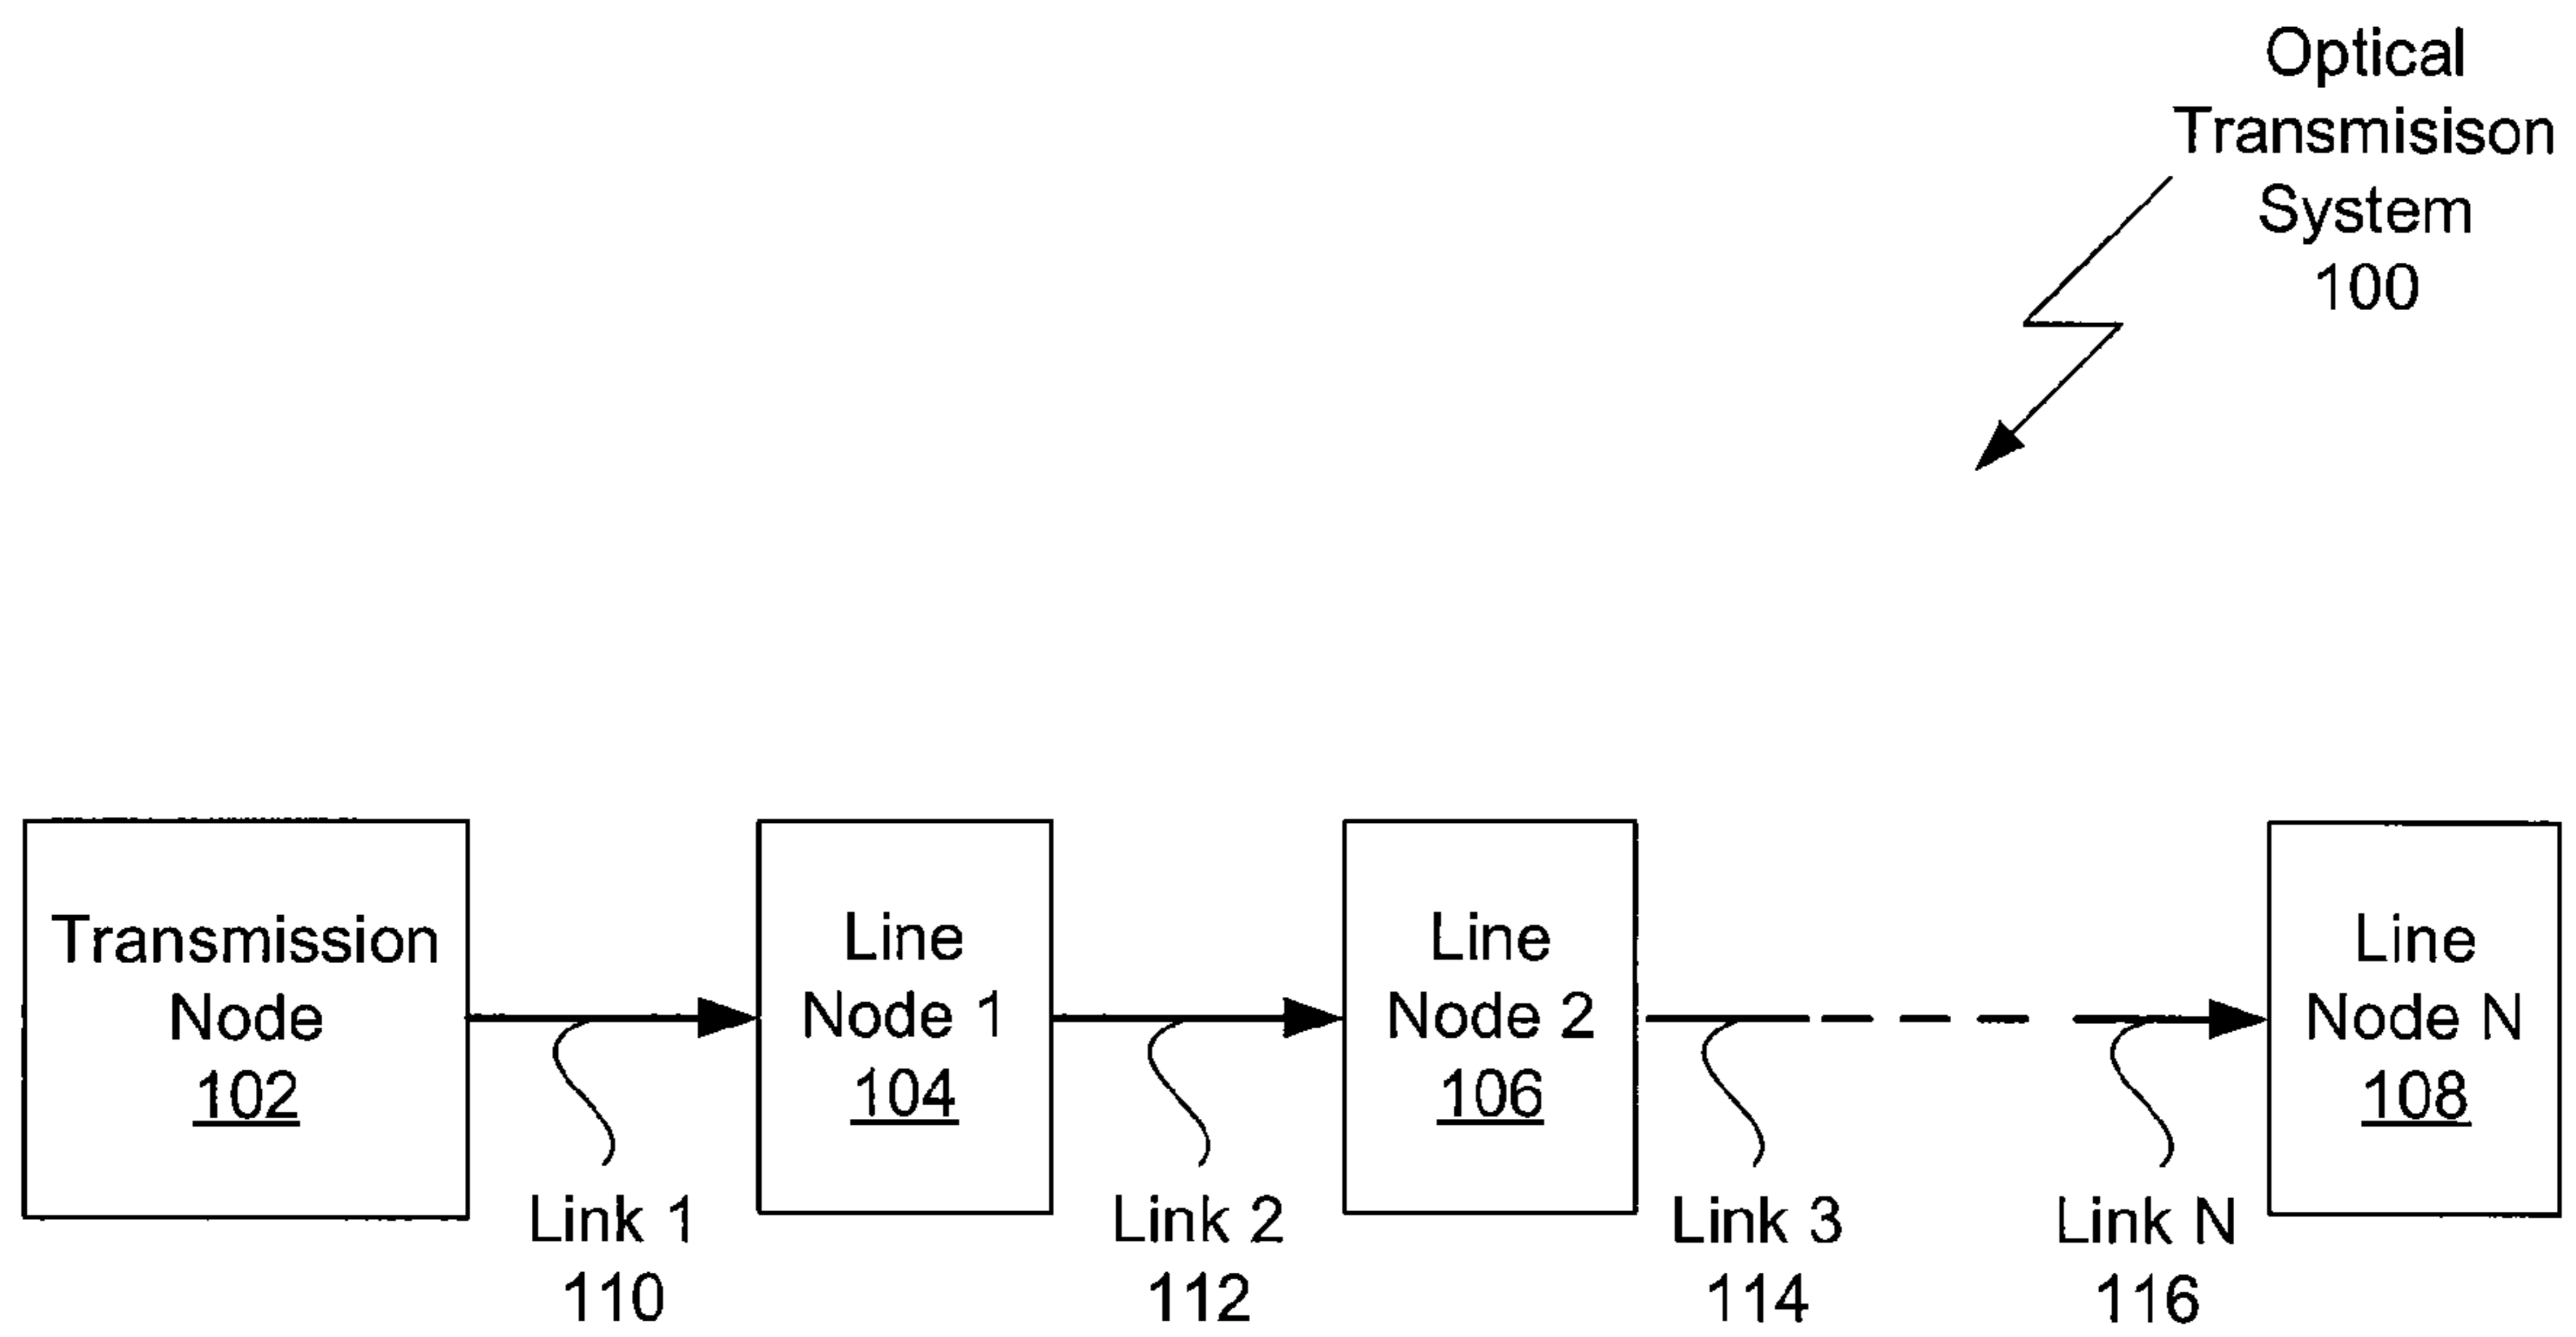 Optical
Transmisison
System
100
Transmission
Node
102
Line
Node 1
104
Line
Node 2
106
Line
Node N
108
Link 1
110
Link 2
112
Link 3
114
Link N
116